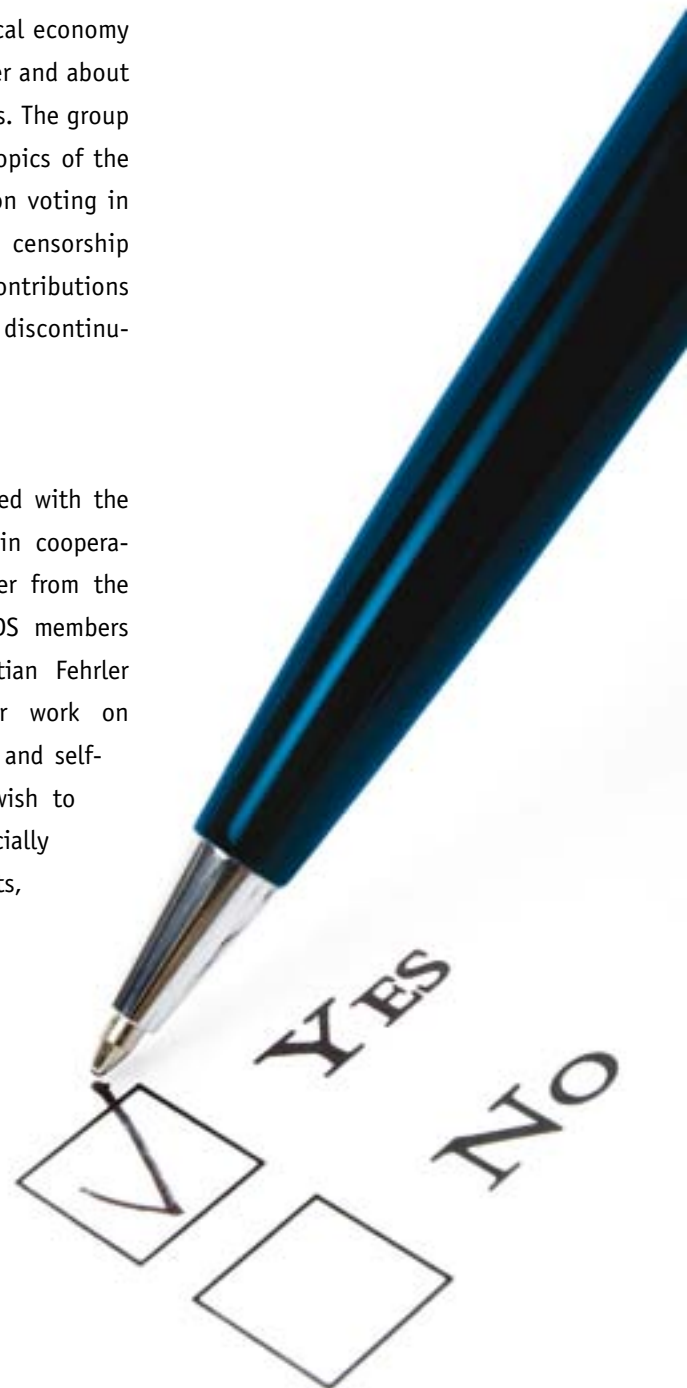 cal economy
er and about
s. The group
opics of the
on voting in
censorship
ontributions
discontinu-
ed with the
in coopera-
er from the
OS members
tian Fehrler
r work on
and self-
wish to
cially
ts,
YES
NO